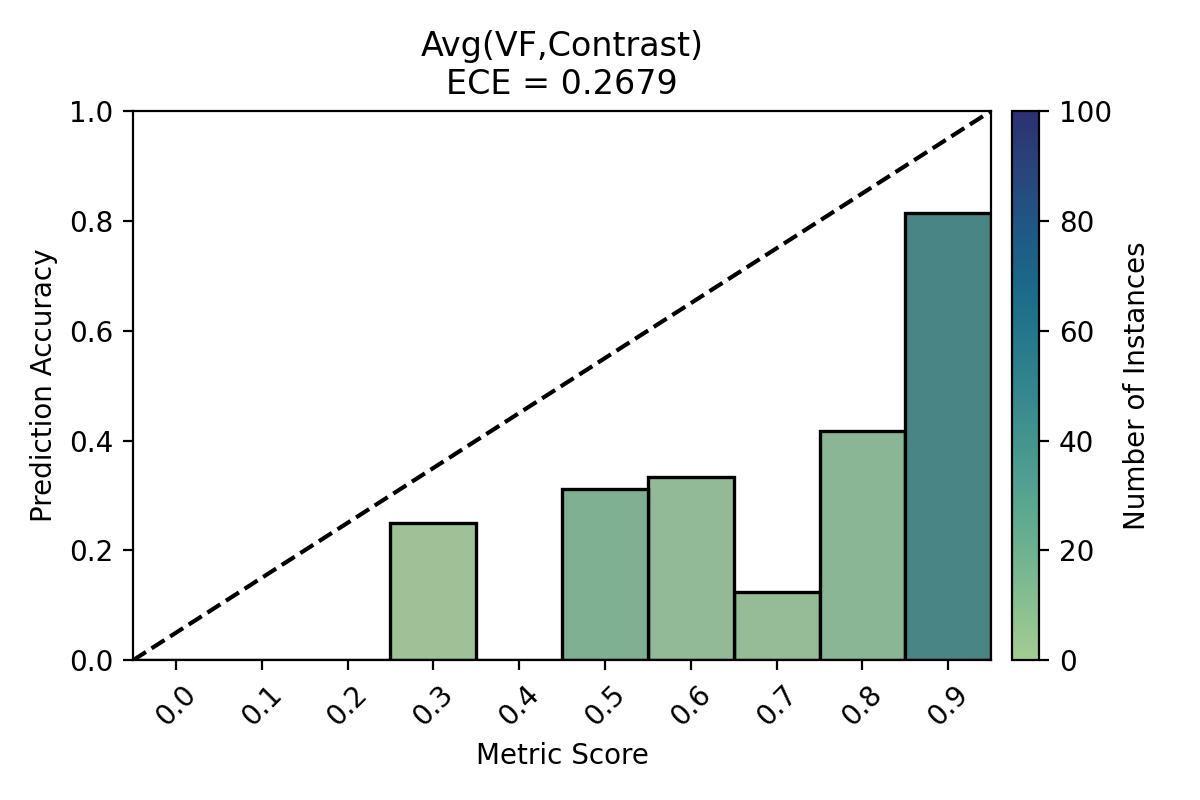 Avg(VF,Contrast)
ECE = 0.2679
Prediction Accuracy
1.0
0.8
0.6
0.4
0.2
0.0
0.0 0.1 0.2 0.3 0.4 0.5 0.6 0.7 0.8 0.9
Metric Score
100
80
60
40
20
0
Number of Instances